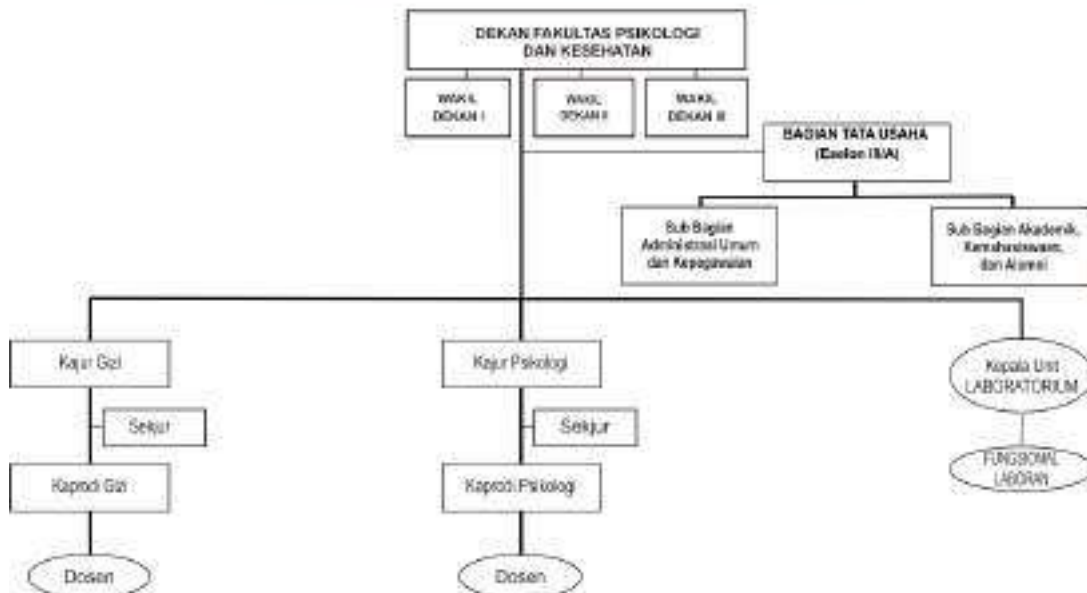 DEKAN FAKULTAS PSIKOLOGI
DAN KESEHATAN
WAKIL
DEKAN I
WAKIL
DEKAN II
WAKIL
DEKAN III
BAGIAN TATA USAHA
(Eselon III/A)
Sub Bagian
Administrasi Umum
dan Kepegawaian
Sub Bagian Akademik,
Kemahasiswaan,
dan Alumni
Kajur Gizi
Kajur Psikologi
Kepala Unit
LABORATORIUM
Sekjur
Sekjur
FUNGSIONAL
LABORAN
Kaprodi Gizi
Kaprodi Psikologi
Dosen
Dosen